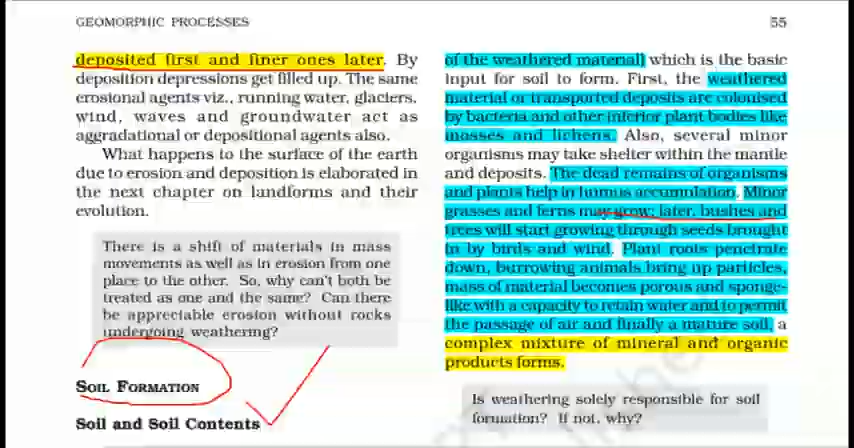 GEOMORPHIC PROCESSES
55
deposited first and finer ones later. By
deposition depressions get filled up. The same
erosional agents viz., running water, glaciers,
wind, waves and groundwater act as
aggradational or depositional agents also.
What happens to the surface of the earth
due to erosion and deposition is elaborated in
the next chapter on landforms and their
evolution.
There is a shift of materials in mass
movements as well as in erosion from one
place to the other. So, why can't both be
treated as one and the same? Can there
be appreciable erosion without rocks
undergoing weathering?
SOIL FORMATION
Soil and Soil Contents
of the weathered material) which is the basic
input for soil to form. First, the weathered
material or transported deposits are colonised
by bacteria and other inferior plant bodies like
mosses and lichens. Also, several minor
organisms may take shelter within the mantle
and deposits. The dead remains of organisms
and plants help in humus accumulation. Minor
grasses and ferns may grow; later, bushes and
trees will start growing through seeds brought
in by birds and wind. Plant roots penetrate
down, burrowing animals bring up particles,
mass of material becomes porous and sponge-
like with a capacity to retain water and to permit
the passage of air and finally a mature soil, a
complex mixture of mineral and organic
products forms.
Is weathering solely responsible for soil
formation? If not, why?